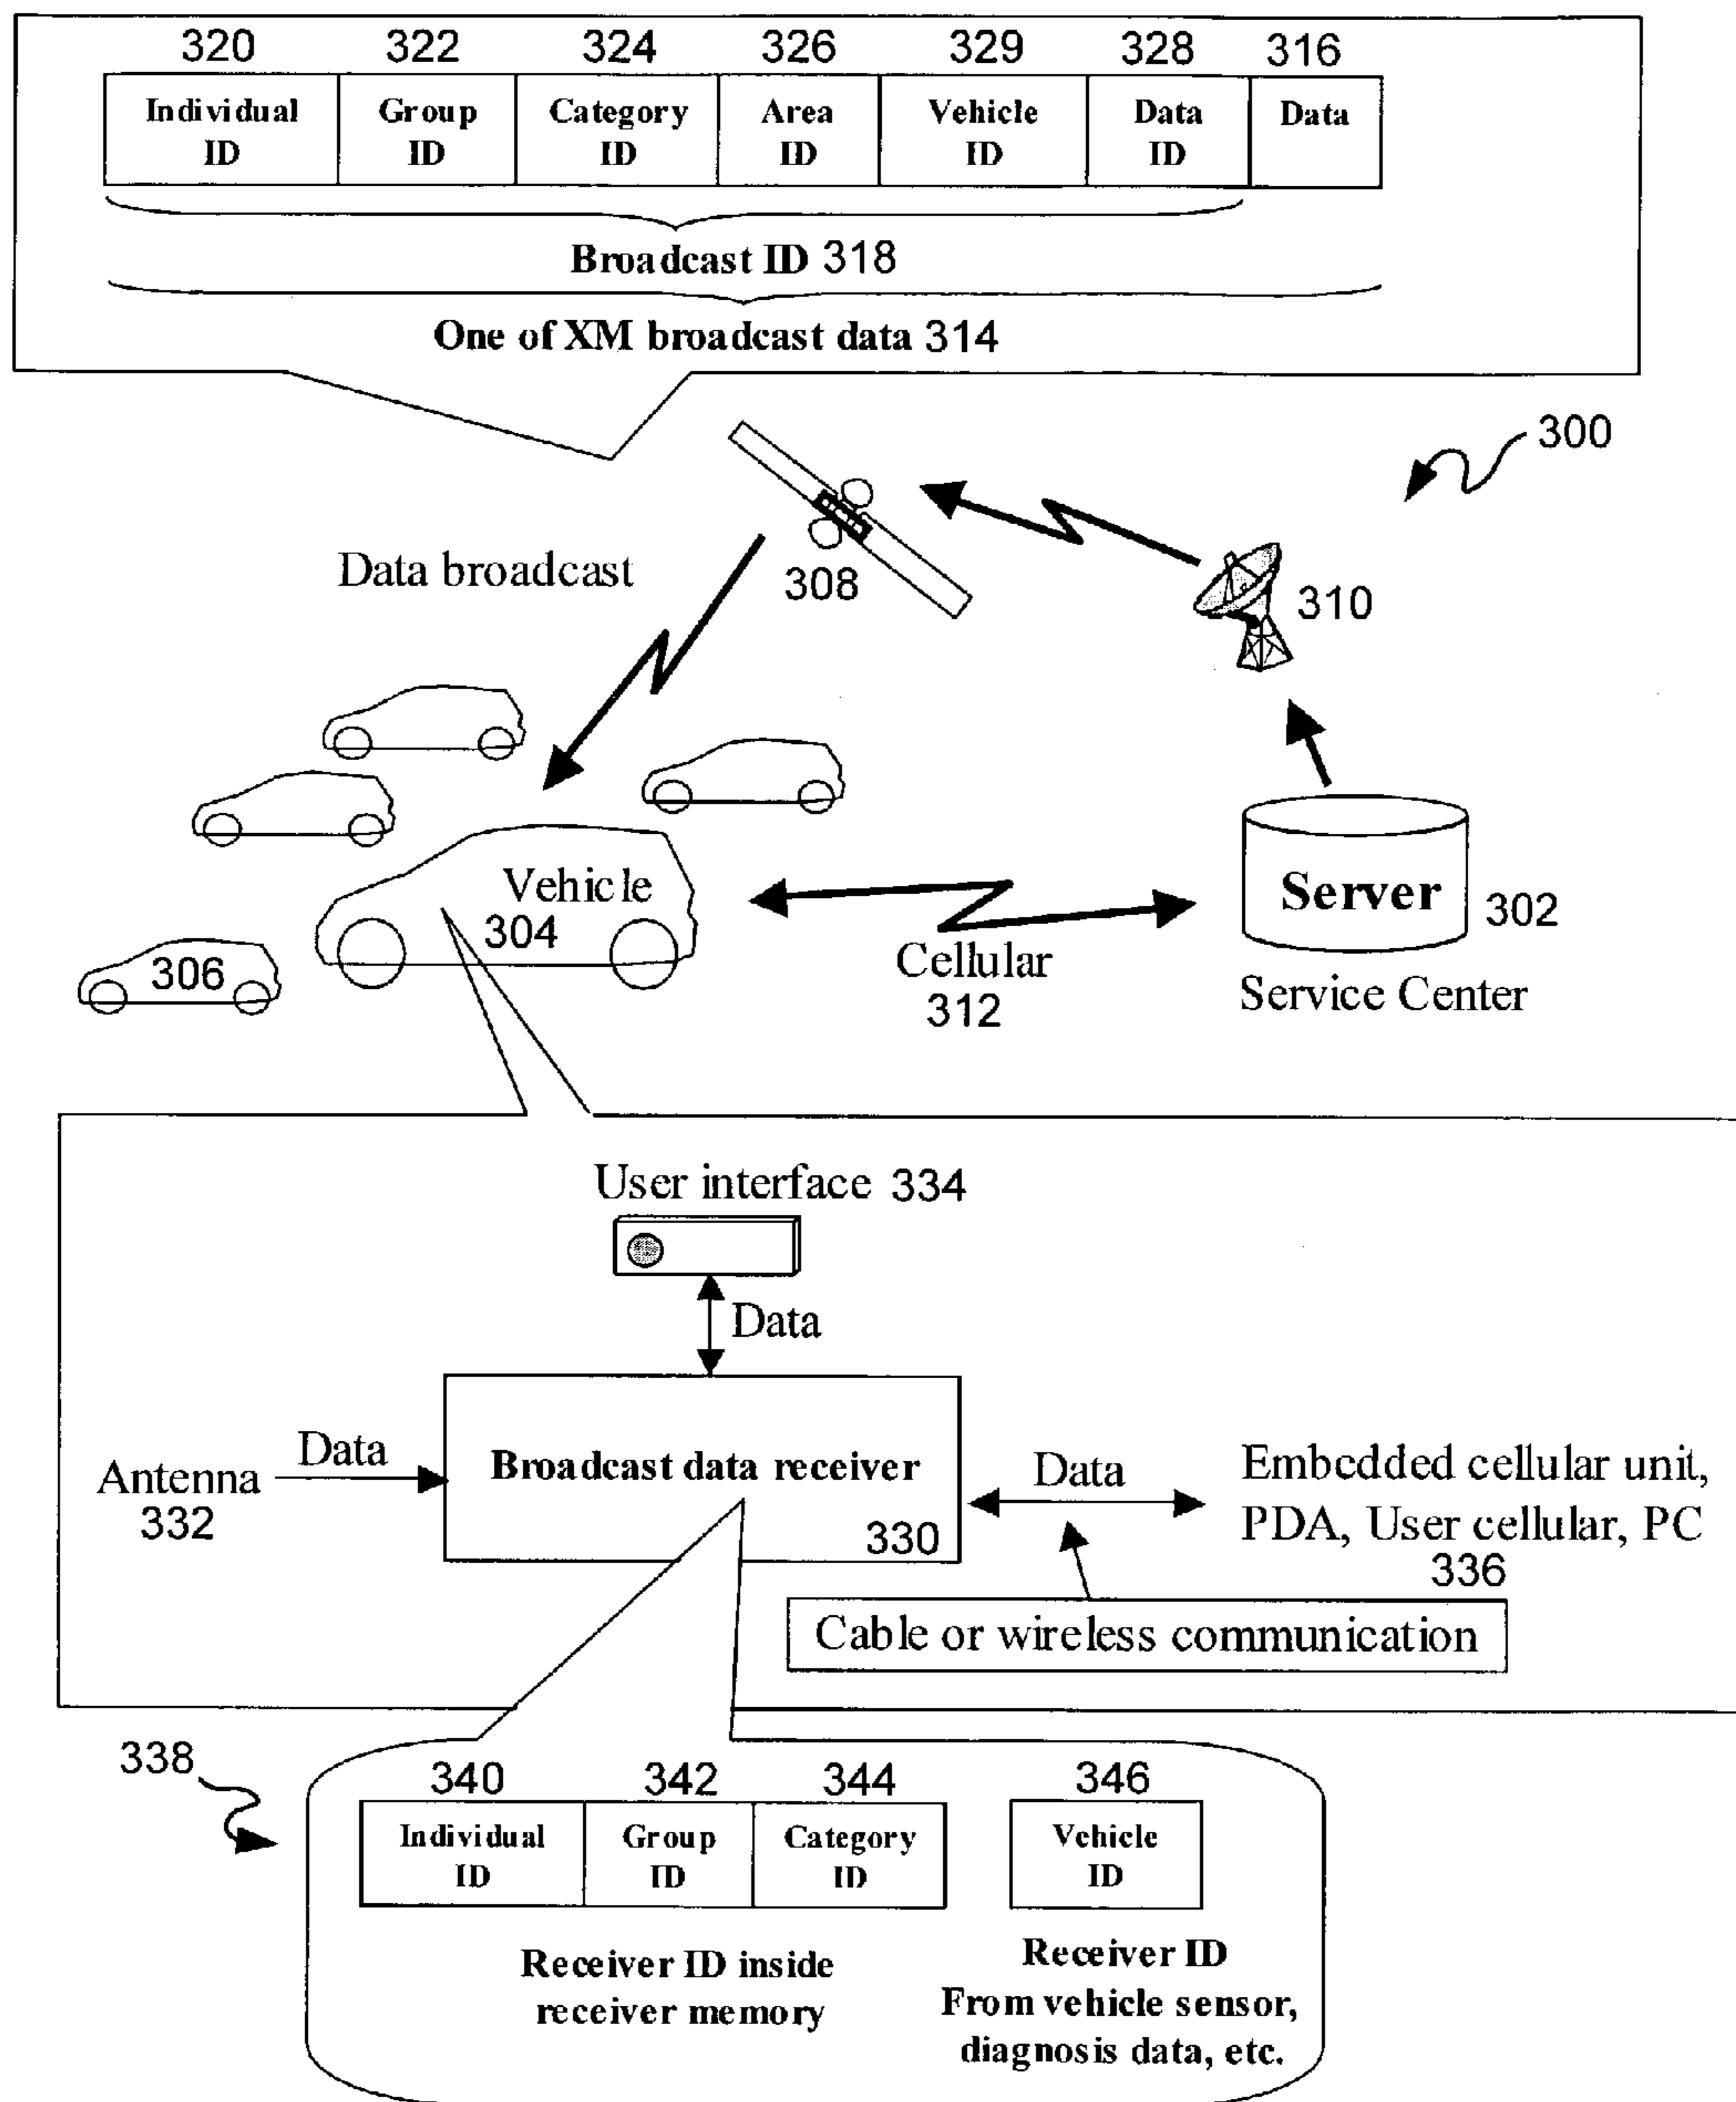 320 322 324 326 329 328 316
Individual ID
Group ID
Category ID
Area ID
Vehicle ID
Data ID
Data
Broadcast ID 318
One of XM broadcast data 314
300
Data broadcast
308
310
Vehicle
304
306
Cellular
312
Server
302
Service Center
User interface 334
Data
Antenna
332
Data
Broadcast data receiver
330
Data
Embedded cellular unit,
PDA, User cellular, PC
336
Cable or wireless communication
338
340 342 344 346
Individual ID
Group ID
Category ID
Vehicle ID
Receiver ID inside
receiver memory
Receiver ID
From vehicle sensor,
diagnosis data, etc.